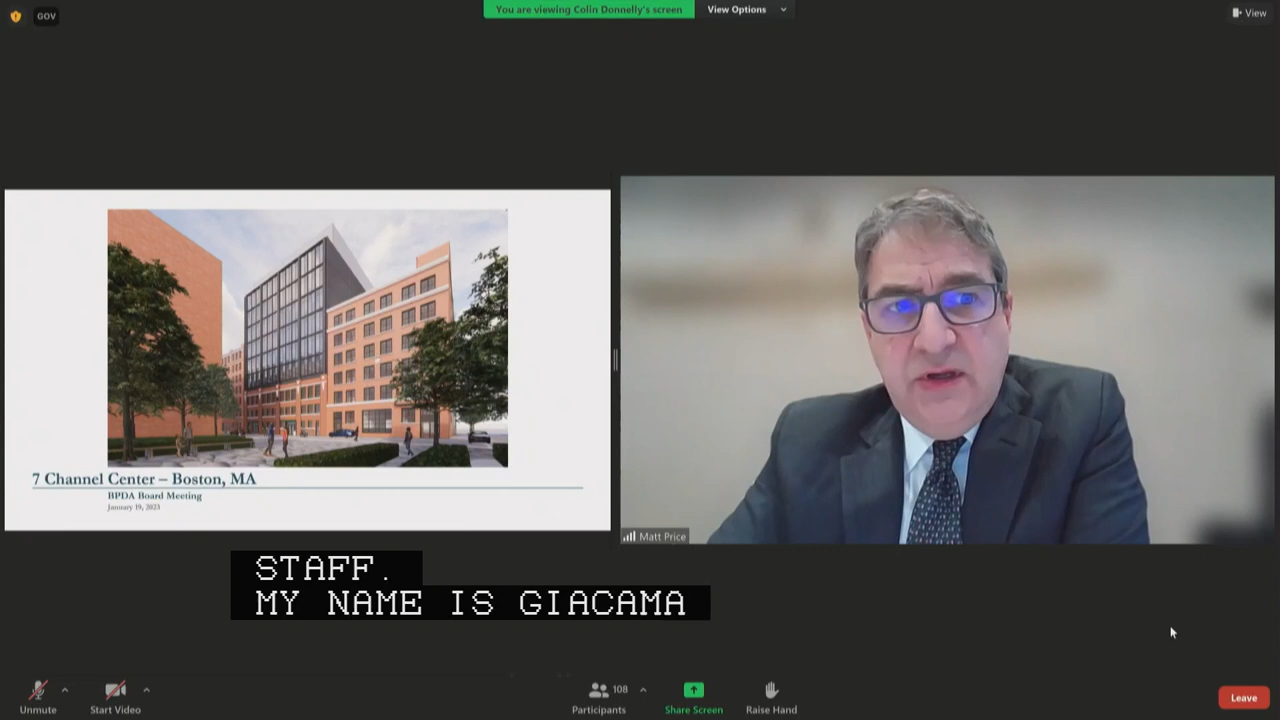 GOV
You are viewing Colin Donnelly's screen
View Options
View
7 Channel Center – Boston, MA
BPDA Board Meeting
January 19, 2023
Matt Price
STAFF.
MY NAME IS GIACAMA
Unmute
Start Video
108
Participants
Share Screen
Raise Hand
Leave